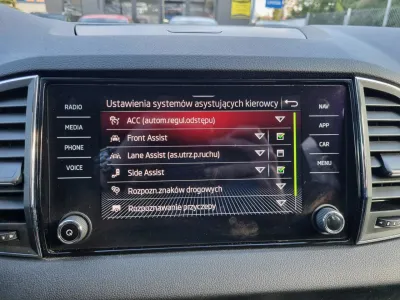 Ustawienia systemów asystujących kierowcy
ACC (autom.regul.odstępu)
Front Assist
Lane Assist (as.utrz.p.ruchu)
Side Assist
Rozpozn.znaków drogowych
Rozpoznawanie przyczepy
RADIO
MEDIA
PHONE
VOICE
NAV
APP
CAR
MENU